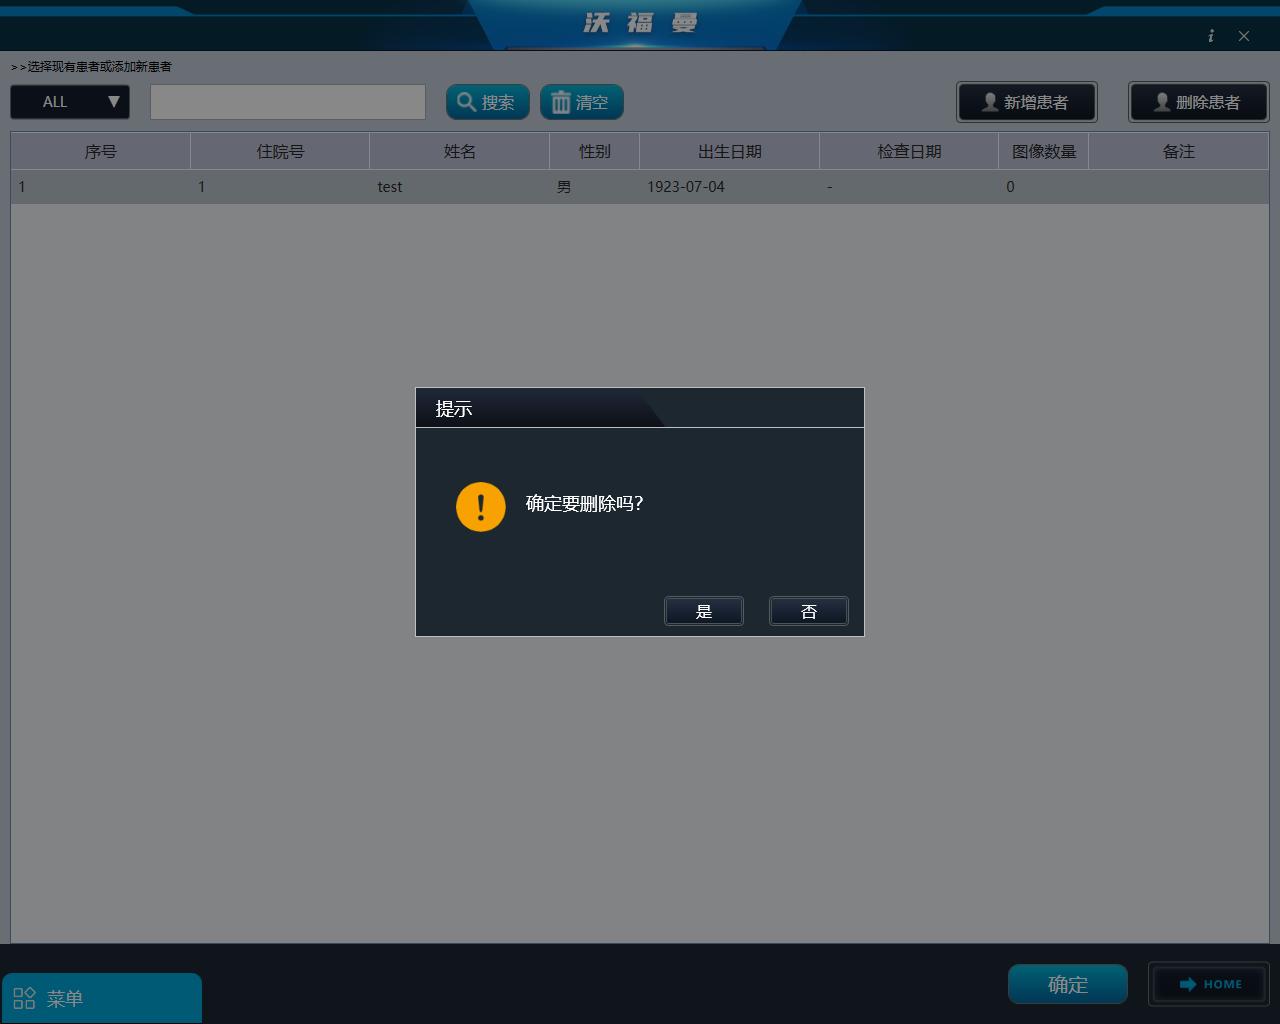 沃福曼
>>选择现有患者或添加新患者
ALL ▼ 搜索 清空 新增患者 删除患者
序号 住院号 姓名 性别 出生日期 检查日期 图像数量 备注
1 1 test 男 1923-07-04 - 0
提示
确定要删除吗?
是 否
菜单 确定 HOME